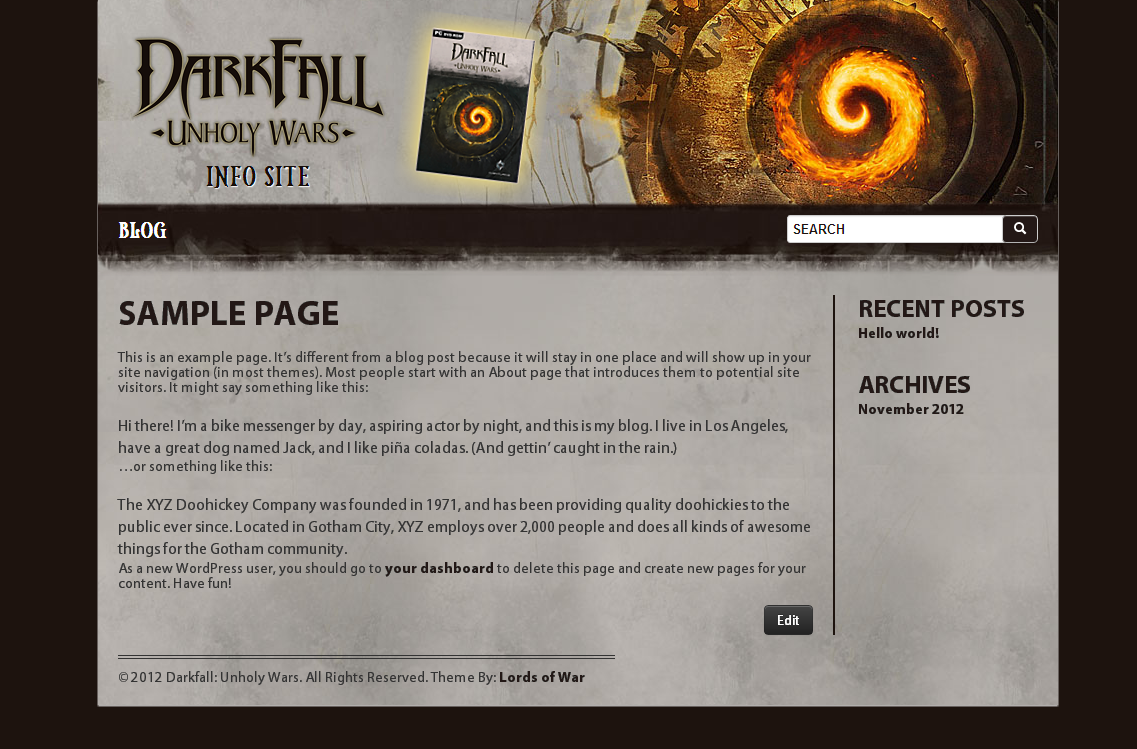 DARKFALL
UNHOLY WARS
INFO SITE
PC DVD ROM
DARKFALL
UNHOLY WARS
BLOG
SEARCH
SAMPLE PAGE
This is an example page. It’s different from a blog post because it will stay in one place and will show up in your
site navigation (in most themes). Most people start with an About page that introduces them to potential site
visitors. It might say something like this:
Hi there! I’m a bike messenger by day, aspiring actor by night, and this is my blog. I live in Los Angeles,
have a great dog named Jack, and I like piña coladas. (And gettin’ caught in the rain.)
…or something like this:
The XYZ Doohickey Company was founded in 1971, and has been providing quality doohickies to the
public ever since. Located in Gotham City, XYZ employs over 2,000 people and does all kinds of awesome
things for the Gotham community.
As a new WordPress user, you should go to your dashboard to delete this page and create new pages for your
content. Have fun!
Edit
RECENT POSTS
Hello world!
ARCHIVES
November 2012
©2012 Darkfall: Unholy Wars. All Rights Reserved. Theme By: Lords of War